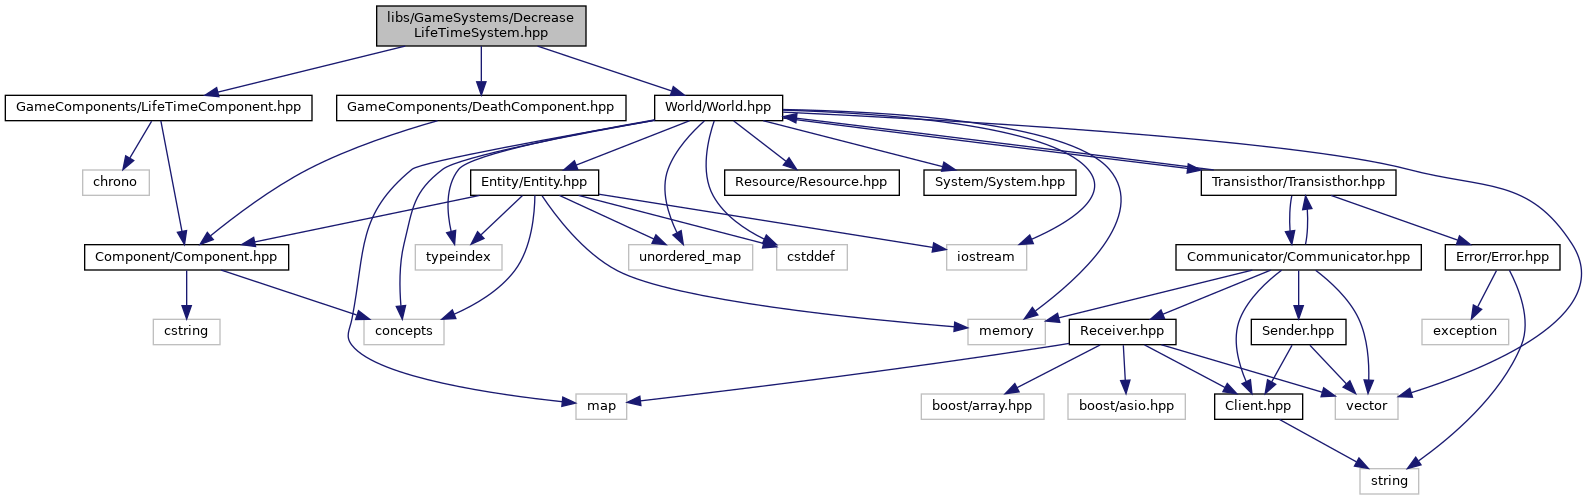 libs/GameSystems/Decrease
LifeTimeSystem.hpp
GameComponents/LifeTimeComponent.hpp
GameComponents/DeathComponent.hpp
World/World.hpp
chrono
Entity/Entity.hpp
Resource/Resource.hpp
System/System.hpp
Transisthor/Transisthor.hpp
Component/Component.hpp
typeindex
unordered_map
cstddef
iostream
Communicator/Communicator.hpp
Error/Error.hpp
cstring
concepts
memory
Receiver.hpp
Sender.hpp
exception
map
boost/array.hpp
boost/asio.hpp
Client.hpp
vector
string